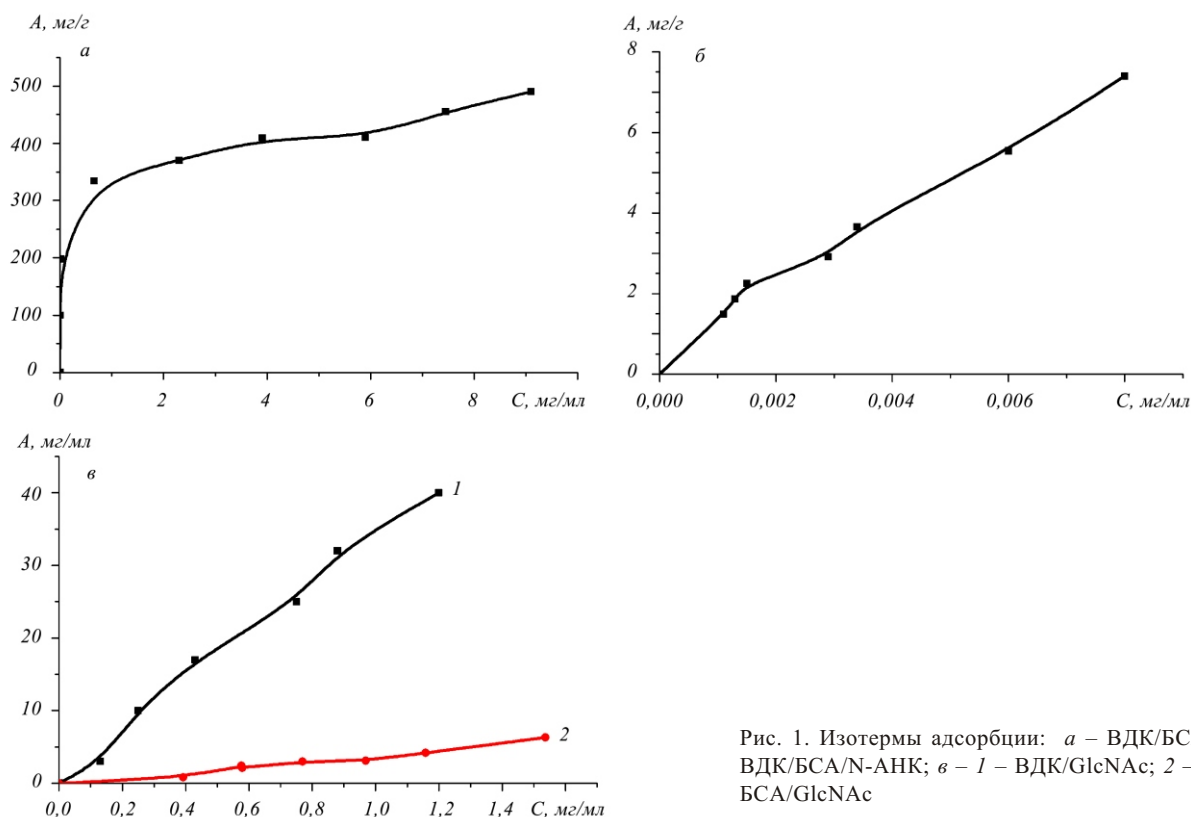 A, мг/г
а
500
400
300
200
100
0
0 2 4 6 8 C, мг/мл
A, мг/г
б
8
6
4
2
0
0,000 0,002 0,004 0,006 C, мг/мл
A, мг/мл
в
40
30
20
10
0
1
2
0,0 0,2 0,4 0,6 0,8 1,0 1,2 1,4 C, мг/мл
Рис. 1. Изотермы адсорбции: а – ВДК/БС
ВДК/БСА/N-АНК; в – 1 – ВДК/GlcNAc; 2 –
БСА/GlcNAc